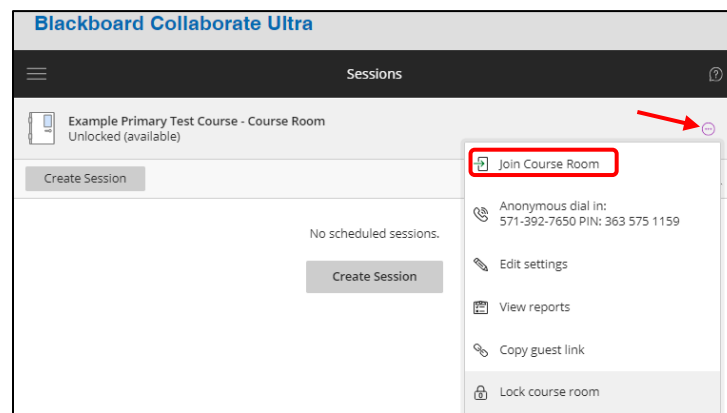 Blackboard Collaborate Ultra
Sessions
Example Primary Test Course - Course Room
Unlocked (available)
Create Session
No scheduled sessions.
Create Session
Join Course Room
Anonymous dial in:
571-392-7650 PIN: 363 575 1159
Edit settings
View reports
Copy guest link
Lock course room